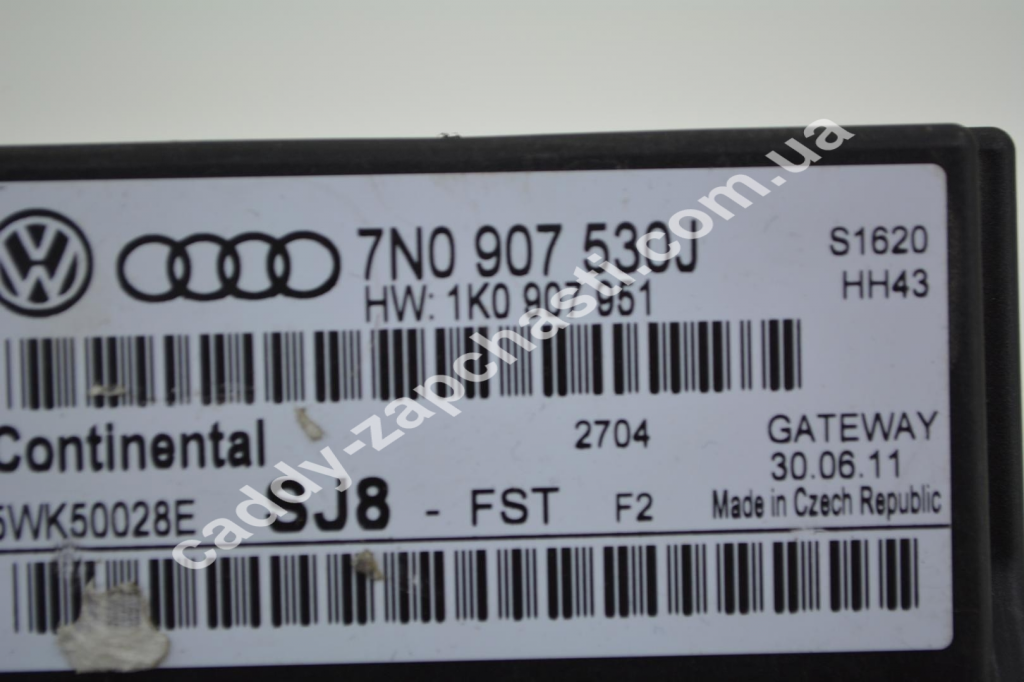 7N0 907 530J S1620
HW: 1K0 907 951 HH43
Continental 2704 GATEWAY
30.06.11
5WK50028E SJ8 - FST F2 Made in Czech Republic
caddy-zapchasti.com.ua